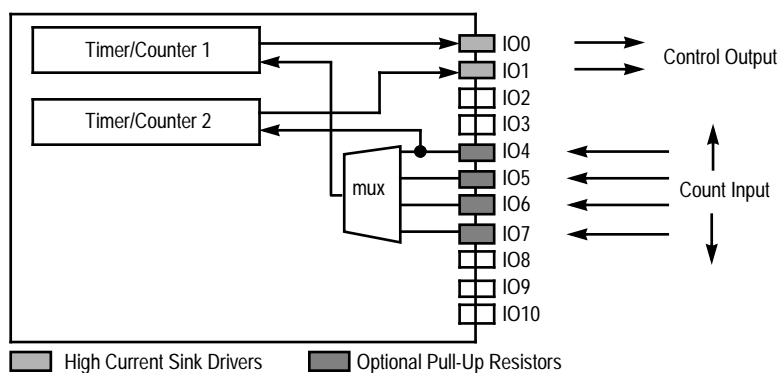 Timer/Counter 1
IO0
Control Output
IO1
IO2
Timer/Counter 2
IO3
IO4
IO5
mux
Count Input
IO6
IO7
IO8
IO9
IO10
High Current Sink Drivers
Optional Pull-Up Resistors